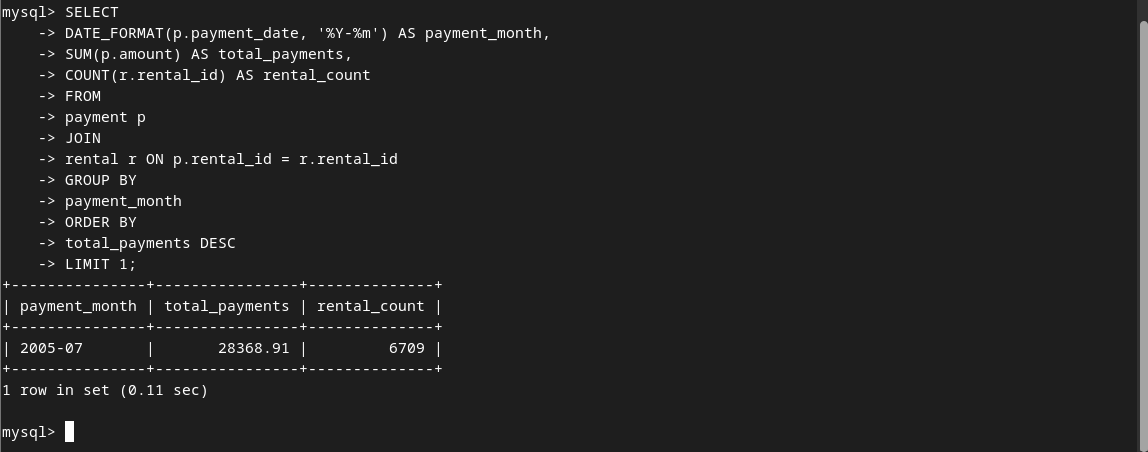 mysql> SELECT
    -> DATE_FORMAT(p.payment_date, '%Y-%m') AS payment_month,
    -> SUM(p.amount) AS total_payments,
    -> COUNT(r.rental_id) AS rental_count
    -> FROM
    -> payment p
    -> JOIN
    -> rental r ON p.rental_id = r.rental_id
    -> GROUP BY
    -> payment_month
    -> ORDER BY
    -> total_payments DESC
    -> LIMIT 1;
+---------------+----------------+--------------+
| payment_month | total_payments | rental_count |
+---------------+----------------+--------------+
| 2005-07       |       28368.91 |         6709 |
+---------------+----------------+--------------+
1 row in set (0.11 sec)
mysql>